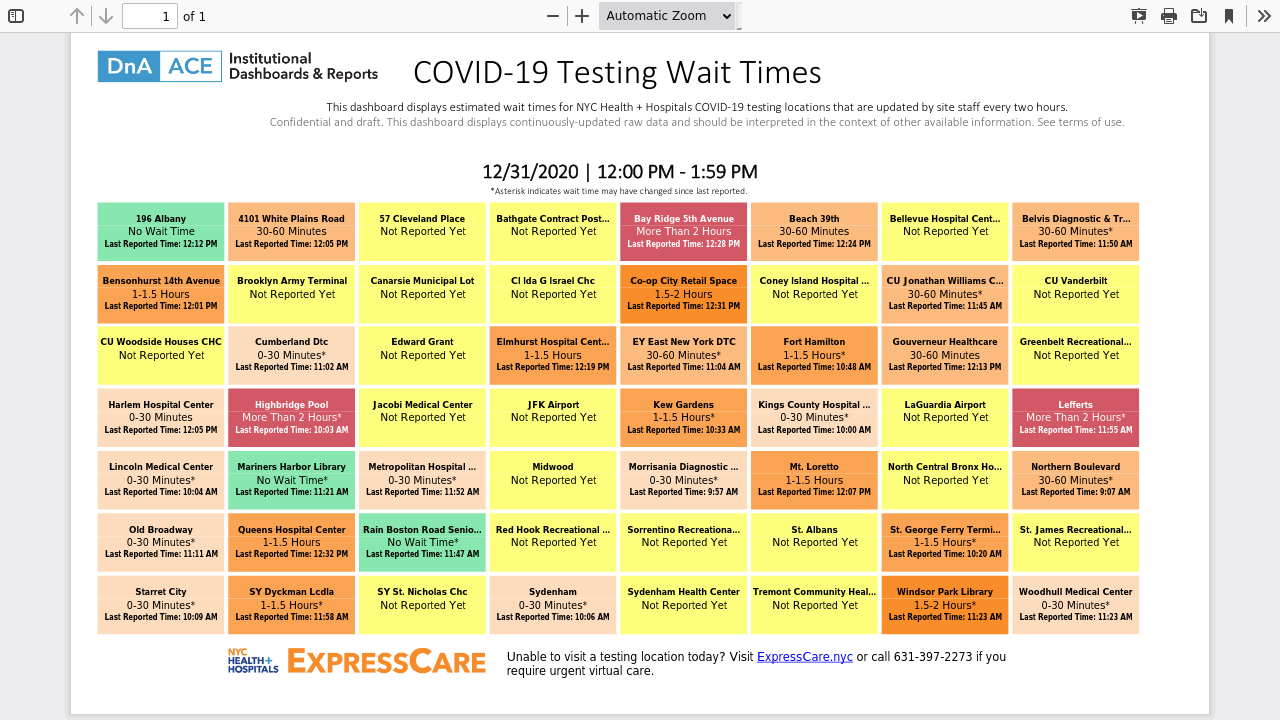 1 of 1 Automatic Zoom
DnA ACE Institutional Dashboards & Reports
COVID-19 Testing Wait Times
This dashboard displays estimated wait times for NYC Health + Hospitals COVID-19 testing locations that are updated by site staff every two hours.
Confidential and draft. This dashboard displays continuously-updated raw data and should be interpreted in the context of other available information. See terms of use.
12/31/2020 | 12:00 PM - 1:59 PM
*Asterisk indicates wait time may have changed since last reported.
196 Albany
No Wait Time
Last Reported Time: 12:12 PM
4101 White Plains Road
30-60 Minutes
Last Reported Time: 12:05 PM
57 Cleveland Place
Not Reported Yet
Bathgate Contract Post...
Not Reported Yet
Bay Ridge 5th Avenue
More Than 2 Hours
Last Reported Time: 12:28 PM
Beach 39th
30-60 Minutes
Last Reported Time: 12:24 PM
Bellevue Hospital Cent...
Not Reported Yet
Belvis Diagnostic & Tr...
30-60 Minutes*
Last Reported Time: 11:50 AM
Bensonhurst 14th Avenue
1-1.5 Hours
Last Reported Time: 12:01 PM
Brooklyn Army Terminal
Not Reported Yet
Canarsie Municipal Lot
Not Reported Yet
Cl Ida G Israel Chc
Not Reported Yet
Co-op City Retail Space
1.5-2 Hours
Last Reported Time: 12:31 PM
Coney Island Hospital ...
Not Reported Yet
CU Jonathan Williams C...
30-60 Minutes*
Last Reported Time: 11:45 AM
CU Vanderbilt
Not Reported Yet
CU Woodside Houses CHC
Not Reported Yet
Cumberland Dtc
0-30 Minutes*
Last Reported Time: 11:02 AM
Edward Grant
Not Reported Yet
Elmhurst Hospital Cent...
1-1.5 Hours
Last Reported Time: 12:19 PM
EY East New York DTC
30-60 Minutes*
Last Reported Time: 11:04 AM
Fort Hamilton
1-1.5 Hours*
Last Reported Time: 10:48 AM
Gouverneur Healthcare
30-60 Minutes
Last Reported Time: 12:13 PM
Greenbelt Recreational...
Not Reported Yet
Harlem Hospital Center
0-30 Minutes
Last Reported Time: 12:05 PM
Highbridge Pool
More Than 2 Hours*
Last Reported Time: 10:03 AM
Jacobi Medical Center
Not Reported Yet
JFK Airport
Not Reported Yet
Kew Gardens
1-1.5 Hours*
Last Reported Time: 10:33 AM
Kings County Hospital ...
0-30 Minutes*
Last Reported Time: 10:00 AM
LaGuardia Airport
Not Reported Yet
Lefferts
More Than 2 Hours*
Last Reported Time: 11:55 AM
Lincoln Medical Center
0-30 Minutes*
Last Reported Time: 10:04 AM
Mariners Harbor Library
No Wait Time*
Last Reported Time: 11:21 AM
Metropolitan Hospital ...
0-30 Minutes*
Last Reported Time: 11:52 AM
Midwood
Not Reported Yet
Morrisania Diagnostic ...
0-30 Minutes*
Last Reported Time: 9:57 AM
Mt. Loretto
1-1.5 Hours
Last Reported Time: 12:07 PM
North Central Bronx Ho...
Not Reported Yet
Northern Boulevard
30-60 Minutes*
Last Reported Time: 9:07 AM
Old Broadway
0-30 Minutes*
Last Reported Time: 11:11 AM
Queens Hospital Center
1-1.5 Hours
Last Reported Time: 12:32 PM
Rain Boston Road Senio...
No Wait Time*
Last Reported Time: 11:47 AM
Red Hook Recreational ...
Not Reported Yet
Sorrentino Recreationa...
Not Reported Yet
St. Albans
Not Reported Yet
St. George Ferry Termi...
1-1.5 Hours*
Last Reported Time: 10:20 AM
St. James Recreational...
Not Reported Yet
Starret City
0-30 Minutes*
Last Reported Time: 10:09 AM
SY Dyckman Lcdla
1-1.5 Hours*
Last Reported Time: 11:58 AM
SY St. Nicholas Chc
Not Reported Yet
Sydenham
0-30 Minutes*
Last Reported Time: 10:06 AM
Sydenham Health Center
Not Reported Yet
Tremont Community Heal...
Not Reported Yet
Windsor Park Library
1.5-2 Hours*
Last Reported Time: 11:23 AM
Woodhull Medical Center
0-30 Minutes*
Last Reported Time: 11:23 AM
NYC
HEALTH+
HOSPITALS
EXPRESSCARE
Unable to visit a testing location today? Visit ExpressCare.nyc or call 631-397-2273 if you
require urgent virtual care.